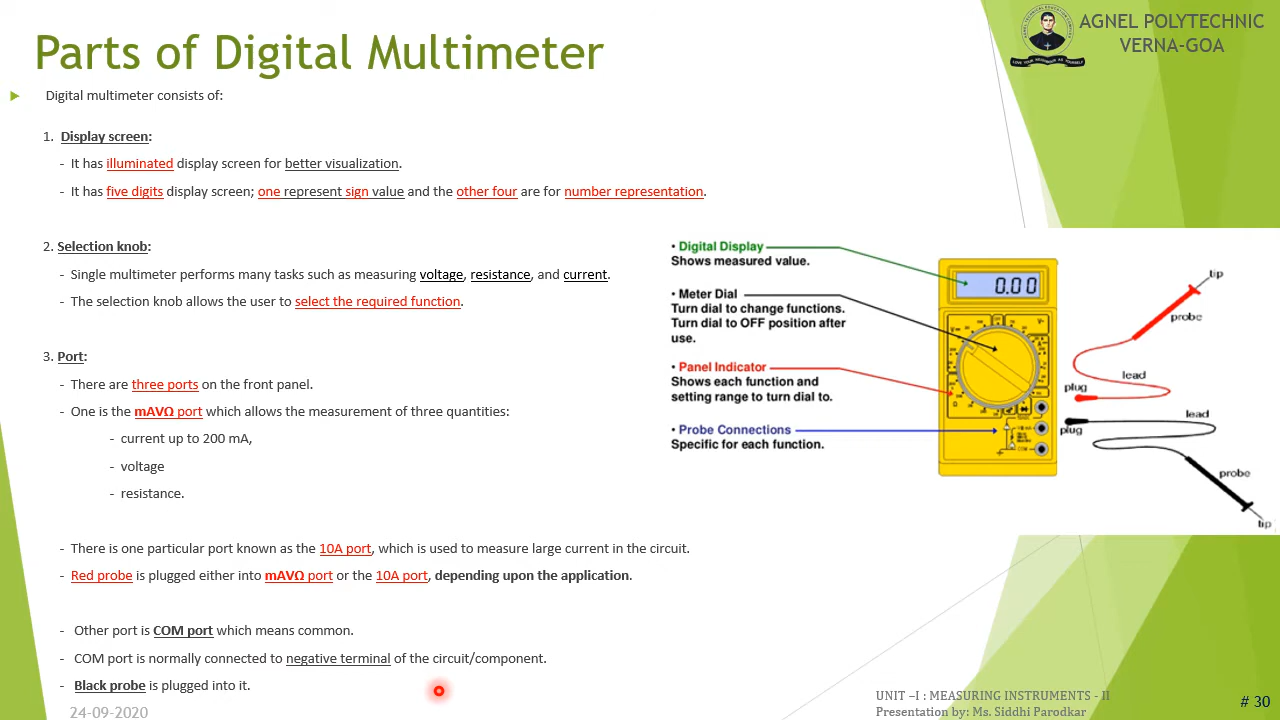 AGNEL POLYTECHNIC
VERNA-GOA
Parts of Digital Multimeter
Digital multimeter consists of:
1. Display screen:
- It has illuminated display screen for better visualization.
- It has five digits display screen; one represent sign value and the other four are for number representation.
2. Selection knob:
- Single multimeter performs many tasks such as measuring voltage, resistance, and current.
- The selection knob allows the user to select the required function.
3. Port:
- There are three ports on the front panel.
- One is the mAVΩ port which allows the measurement of three quantities:
- current up to 200 mA,
- voltage
- resistance.
- There is one particular port known as the 10A port, which is used to measure large current in the circuit.
- Red probe is plugged either into mAVΩ port or the 10A port, depending upon the application.
- Other port is COM port which means common.
- COM port is normally connected to negative terminal of the circuit/component.
- Black probe is plugged into it.
• Digital Display
Shows measured value.
• Meter Dial
Turn dial to change functions.
Turn dial to OFF position after
use.
• Panel Indicator
Shows each function and
setting range to turn dial to.
• Probe Connections
Specific for each function.
0.00
tip
probe
lead
plug
lead
plug
probe
tip
24-09-2020
UNIT –I : MEASURING INSTRUMENTS - II
Presentation by: Ms. Siddhi Parodkar
# 30